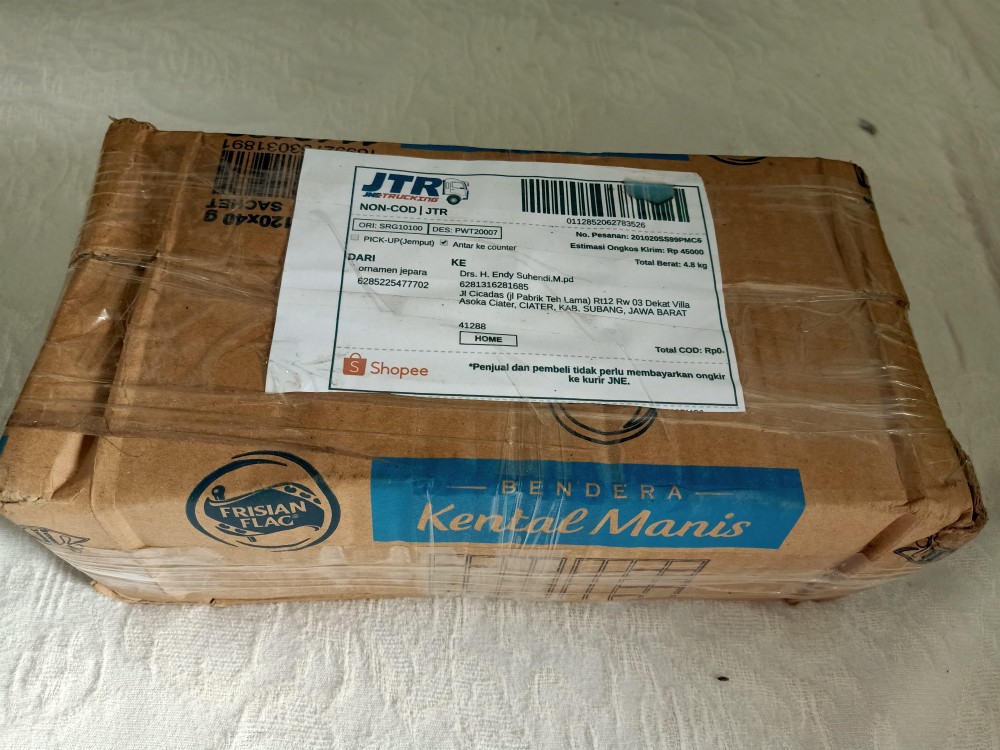 8992753031891
120x40 g
SACHET
JTR
JNE TRUCKING
NON-COD | JTR
0112852062783526
ORI: SRG10100 DES: PWT20007
No. Pesanan: 201020SS99PMC6
PICK-UP(Jemput) Antar ke counter
Estimasi Ongkos Kirim: Rp 45000
Total Berat: 4.8 kg
DARI
ornamen jepara
6285225477702
KE
Drs. H. Endy Suhendi.M.pd
6281316281685
Jl Cicadas (jl Pabrik Teh Lama) Rt12 Rw 03 Dekat Villa
Asoka Ciater, CIATER, KAB. SUBANG, JAWA BARAT
41288
HOME
Total COD: Rp0-
Shopee
*Penjual dan pembeli tidak perlu membayarkan ongkir
ke kurir JNE.
FRISIAN
FLAG®
BENDERA
Kental Manis